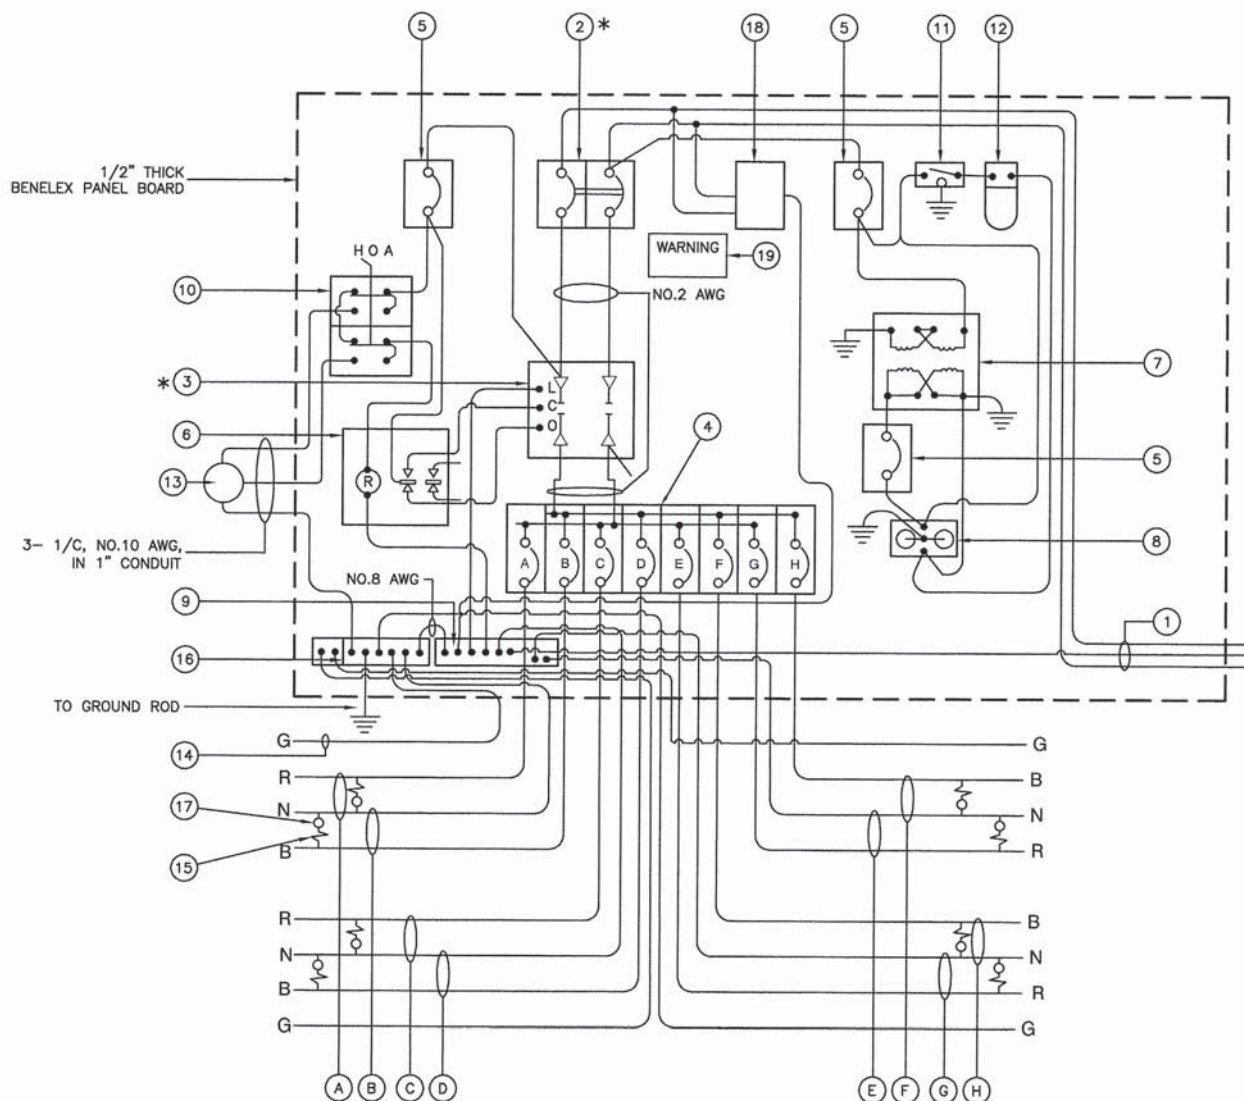 5
2 *
18
5
11
12
1/2" THICK
BENELEX PANEL BOARD
H O A
WARNING
19
10
NO.2 AWG
* 3
L
C
O
7
6
4
R
5
13
3- 1/C, NO.10 AWG,
IN 1" CONDUIT
A B C D E F G H
8
NO.8 AWG
9
1
16
TO GROUND ROD
G
G
14
R
B
17
N
N
15
B
R
R
B
N
N
B
R
G
G
A B C D
E F G H